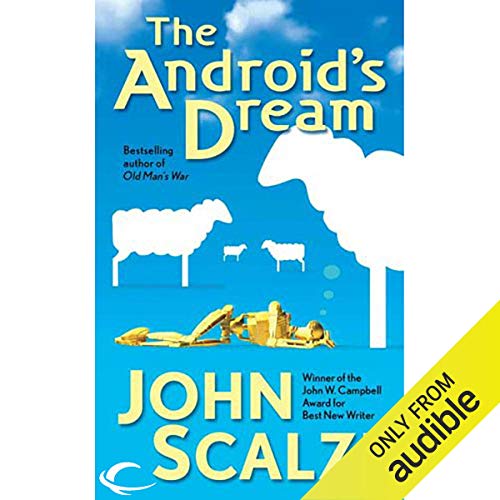 The
Android's
Dream
Bestselling
author of
Old Man's War
JOHN
SCALZ
Winner of the
John W. Campbell
Award for
Best New Writer
ONLY FROM
audible